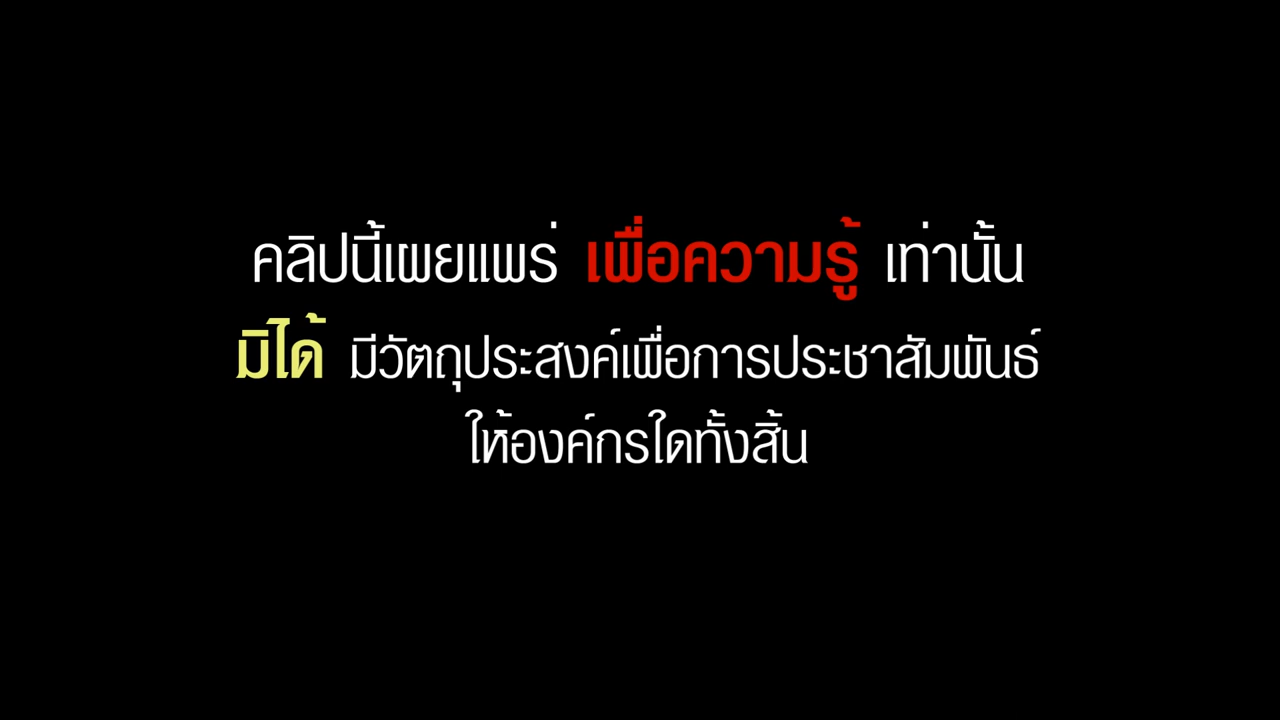 คลิปนี้เผยแพร่ เพื่อความรู้ เท่านั้น
มิได้ มีวัตถุประสงค์เพื่อการประชาสัมพันธ์
ให้องค์กรใดทั้งสิ้น